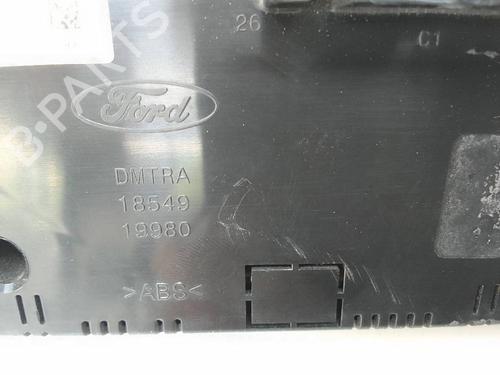 26
C1
B-PARTS
Ford
DMTRA
18549
19980
>ABS<